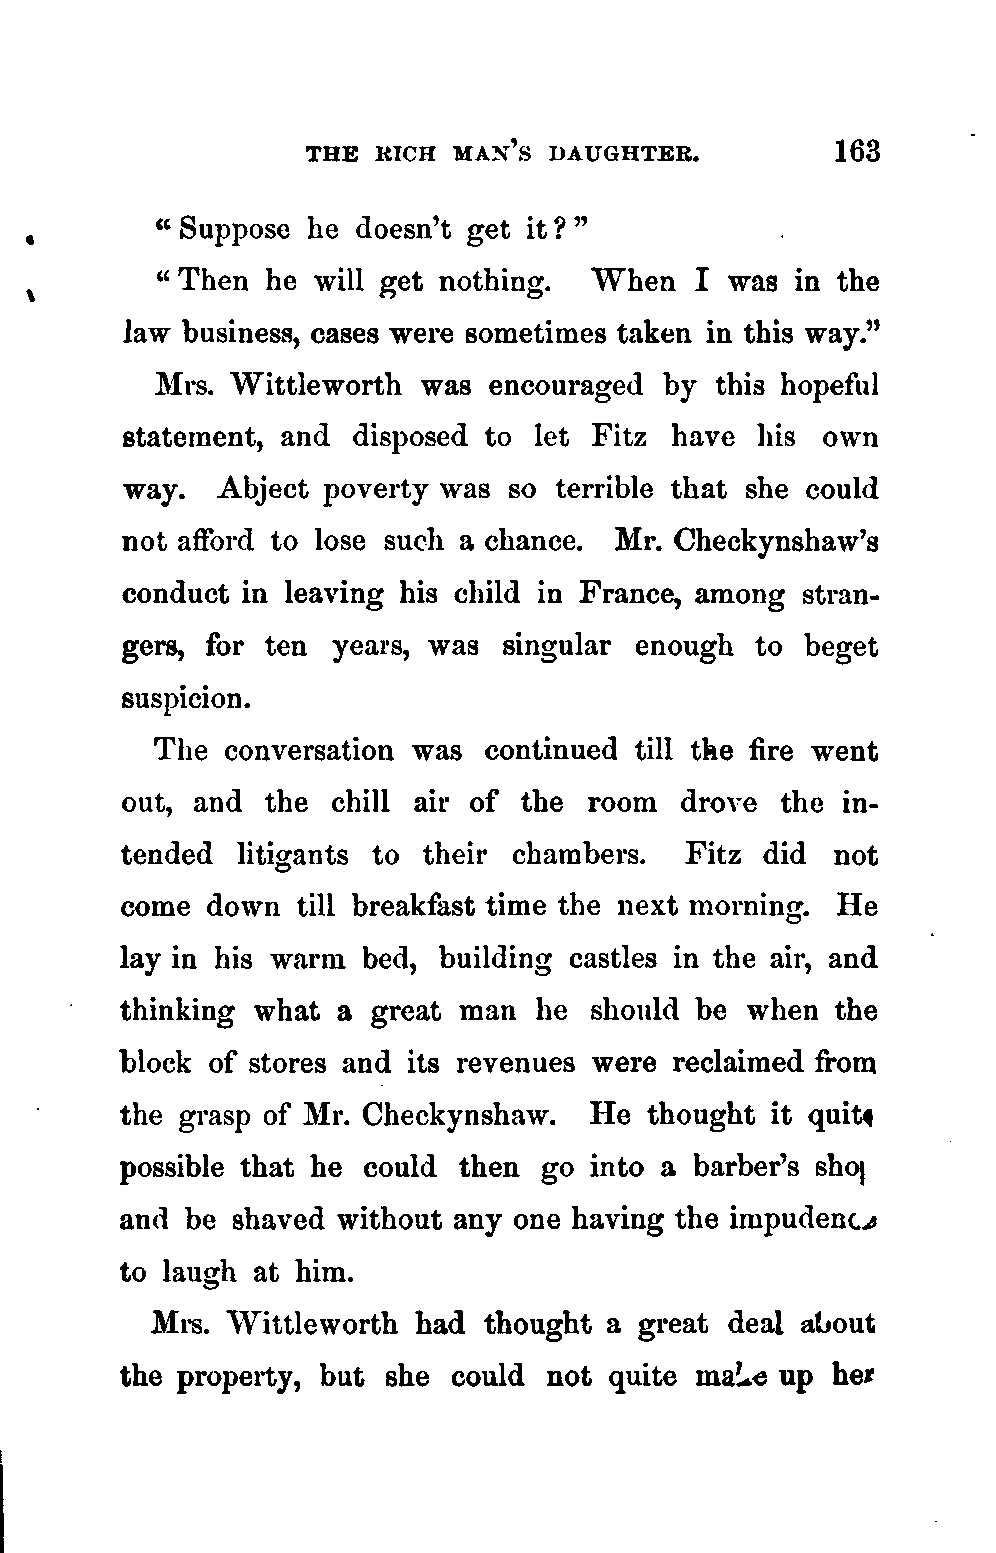 THE RICH MAN'S DAUGHTER. 163
“Suppose he doesn't get it?”
“Then he will get nothing. When I was in the
law business, cases were sometimes taken in this way.”
Mrs. Wittleworth was encouraged by this hopeful
statement, and disposed to let Fitz have his own
way. Abject poverty was so terrible that she could
not afford to lose such a chance. Mr. Checkynshaw's
conduct in leaving his child in France, among stran-
gers, for ten years, was singular enough to beget
suspicion.
The conversation was continued till the fire went
out, and the chill air of the room drove the in-
tended litigants to their chambers. Fitz did not
come down till breakfast time the next morning. He
lay in his warm bed, building castles in the air, and
thinking what a great man he should be when the
block of stores and its revenues were reclaimed from
the grasp of Mr. Checkynshaw. He thought it quite
possible that he could then go into a barber's shop
and be shaved without any one having the impudence
to laugh at him.
Mrs. Wittleworth had thought a great deal about
the property, but she could not quite make up her